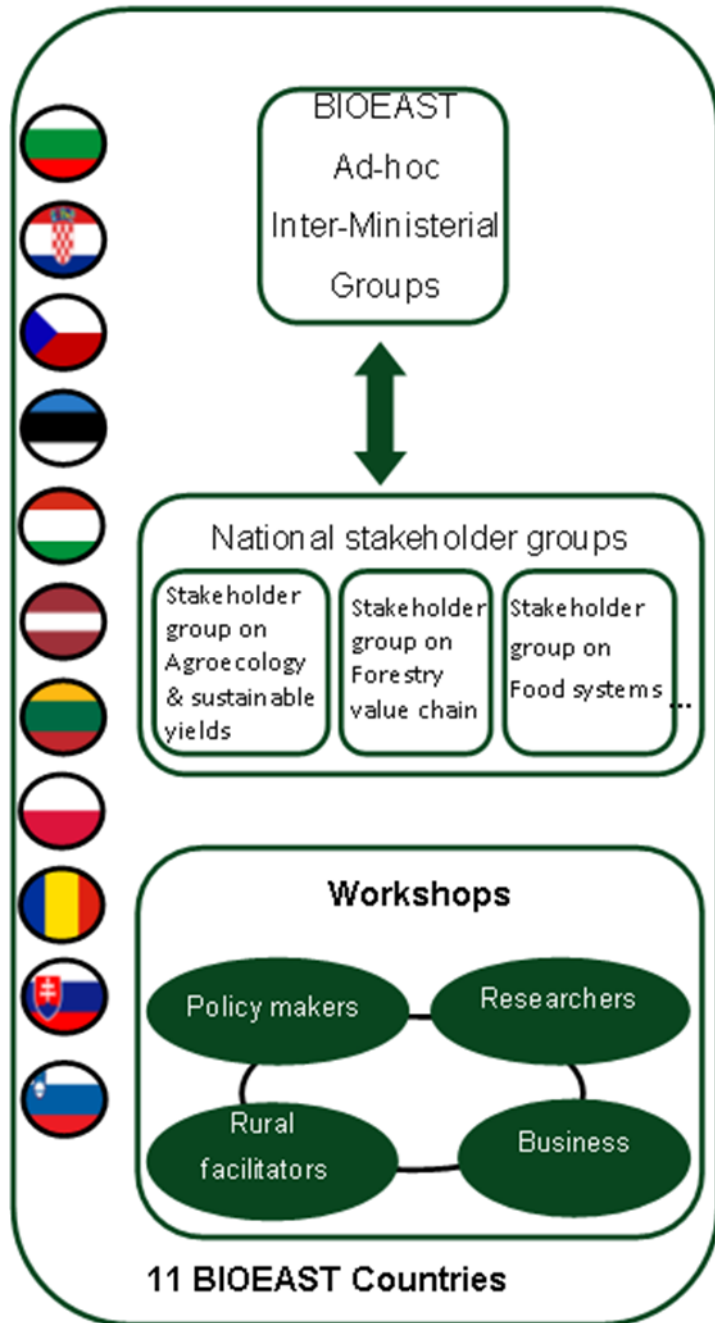 BIOEAST
Ad-hoc
Inter-Ministerial
Groups
National stakeholder groups
Stakeholder
group on
Agroecology
& sustainable
yields
Stakeholder
group on
Forestry
value chain
Stakeholder
group on
Food systems
...
Workshops
Policy makers
Researchers
Rural
facilitators
Business
11 BIOEAST Countries